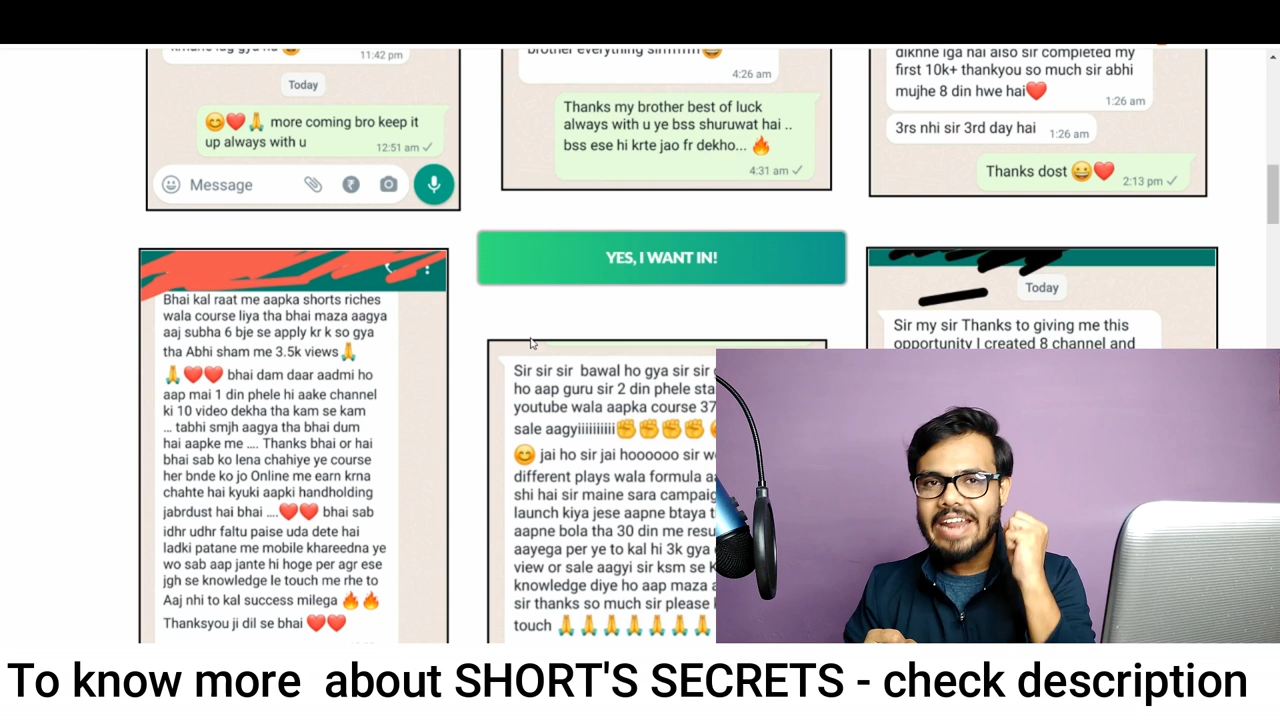 11:42 pm
Today
😊❤️🙏 more coming bro keep it
up always with u
12:51 am
Message
brother everything sirrrrrrr😄
4:26 am
Thanks my brother best of luck
always with u ye bss shuruwat hai ..
bss ese hi krte jao fr dekho... 🔥
4:31 am
diknne lga hai also sir completed my
first 10k+ thankyou so much sir abhi
mujhe 8 din hwe hai❤️
1:26 am
3rs nhi sir 3rd day hai
1:26 am
Thanks dost 😀❤️
2:13 pm
YES, I WANT IN!
Bhai kal raat me aapka shorts riches
wala course liya tha bhai maza aagya
aaj subha 6 bje se apply kr k so gya
tha Abhi sham me 3.5k views🙏
🙏❤️❤️ bhai dam daar aadmi ho
aap mai 1 din phele hi aake channel
ki 10 video dekha tha kam se kam
... tabhi smjh aagya tha bhai dum
hai aapke me .... Thanks bhai or hai
bhai sab ko lena chahiye ye course
her bnde ko jo Online me earn krna
chahte hai kyuki aapki handholding
jabrdust hai bhai ....❤️❤️ bhai sab
idhr udhr faltu paise uda dete hai
ladki patane me mobile khareedna ye
wo sab aap jante hi hoge per agr ese
jgh se knowledge le touch me rhe to
Aaj nhi to kal success milega 🔥🔥
Thanksyou ji dil se bhai ❤️❤️
Sir sir sir bawal ho gya sir sir
ho aap guru sir 2 din phele sta
youtube wala aapka course 37
sale aagyiiiiiiiiii✊✊✊✊
😊 jai ho sir jai hoooooo sir w
different plays wala formula a
shi hai sir maine sara campaig
launch kiya jese aapne btaya t
aapne bola tha 30 din me resu
aayega per ye to kal hi 3k gya
view or sale aagyi sir ksm se K
knowledge diye ho aap maza a
sir thanks so much sir please
touch 🙏🙏🙏🙏🙏🙏🙏
Today
Sir my sir Thanks to giving me this
opportunity I created 8 channel and
To know more about SHORT'S SECRETS - check description